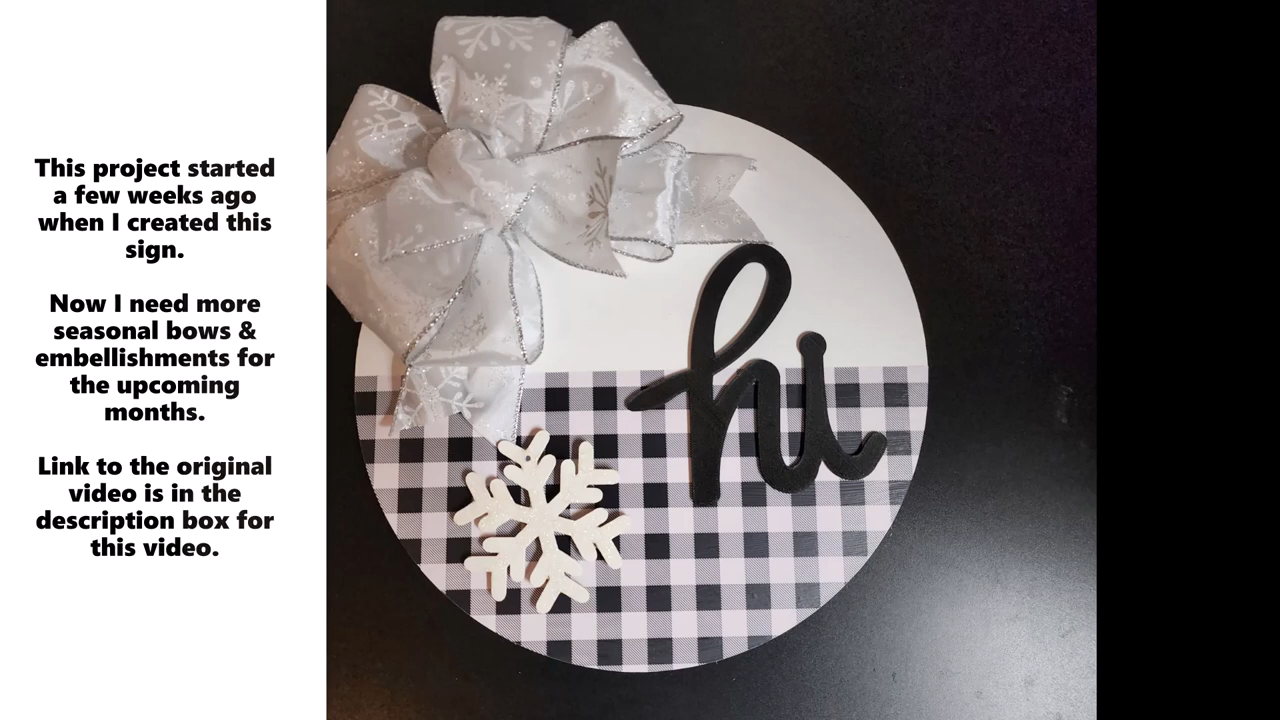 This project started
a few weeks ago
when I created this
sign.
Now I need more
seasonal bows &
embellishments for
the upcoming
months.
Link to the original
video is in the
description box for
this video.
hi